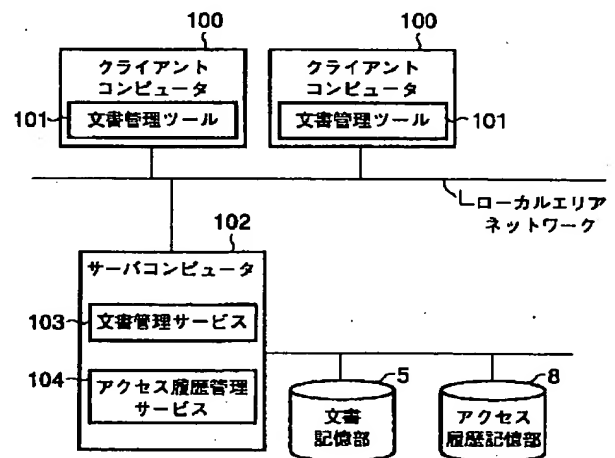 100
100
クライアント
コンピュータ
クライアント
コンピュータ
101
文書管理ツール
文書管理ツール
101
ローカルエリア
ネットワーク
102
サーバコンピュータ
103
文書管理サービス
104
アクセス履歴管理
サービス
5
文書
記憶部
8
アクセス
履歴記憶部